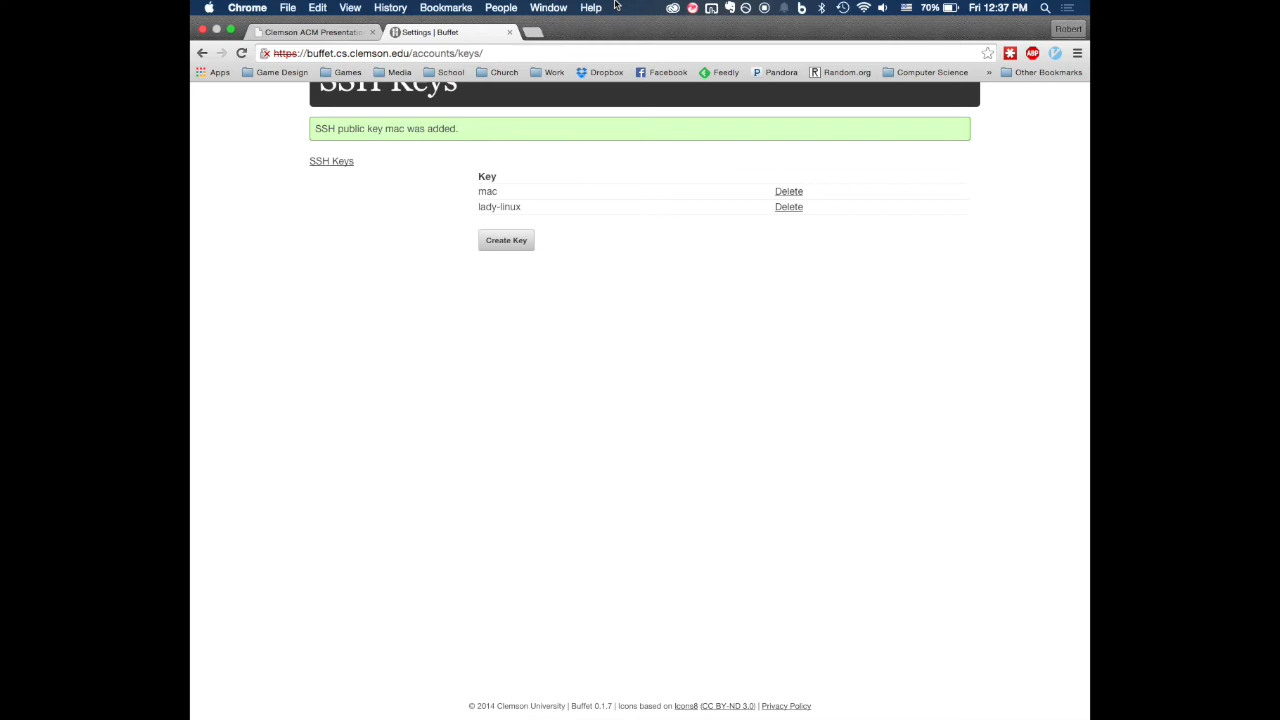 Chrome File Edit View History Bookmarks People Window Help 70% Fri 12:37 PM
Clemson ACM Presentatio Settings | Buffet Robert
https://buffet.cs.clemson.edu/accounts/keys/
Apps Game Design Games Media School Church Work Dropbox Facebook Feedly Pandora Random.org Computer Science » Other Bookmarks
SSH Keys
SSH public key mac was added.
SSH Keys
Key
mac Delete
lady-linux Delete
Create Key
© 2014 Clemson University | Buffet 0.1.7 | Icons based on Icons8 (CC BY-ND 3.0) | Privacy Policy